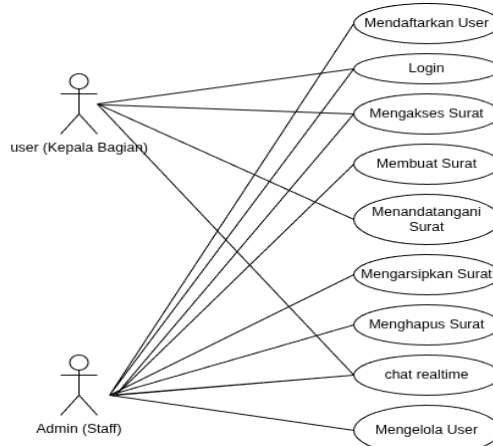 Mendaftarkan User
Login
user (Kepala Bagian)
Mengakses Surat
Membuat Surat
Menandatangani
Surat
Mengarsipkan Surat
Menghapus Surat
chat realtime
Admin (Staff)
Mengelola User